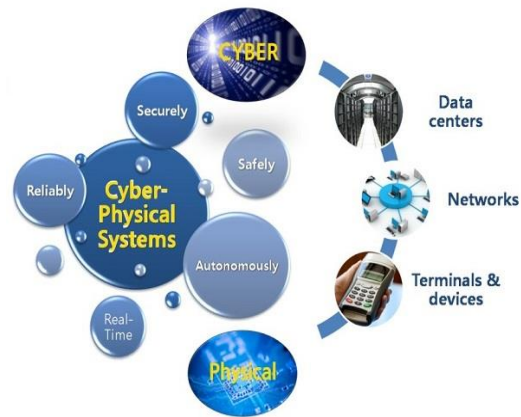 CYBER
Securely
Safely
Reliably
Cyber-
Physical
Systems
Autonomously
Real-
Time
Physical
Data
centers
Networks
Terminals &
devices